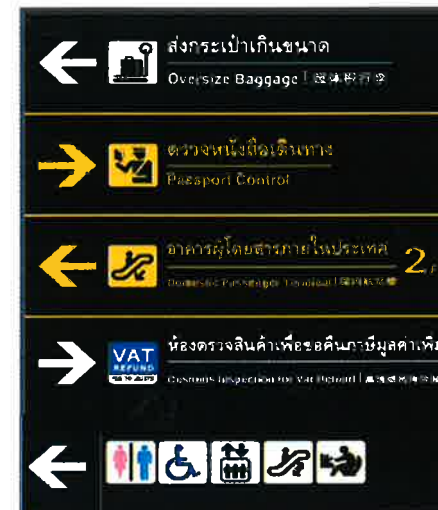 ส่งกระเป๋าเกินขนาด
Oversize Baggage
ตรวจหนังสือเดินทาง
Passport Control
อาคารผู้โดยสารภายในประเทศ 2
Domestic Passenger Terminal
VAT
REFUND
ห้องตรวจสินค้าเพื่อขอคืนภาษีมูลค่าเพิ่
Customs Inspection for Vat Refund